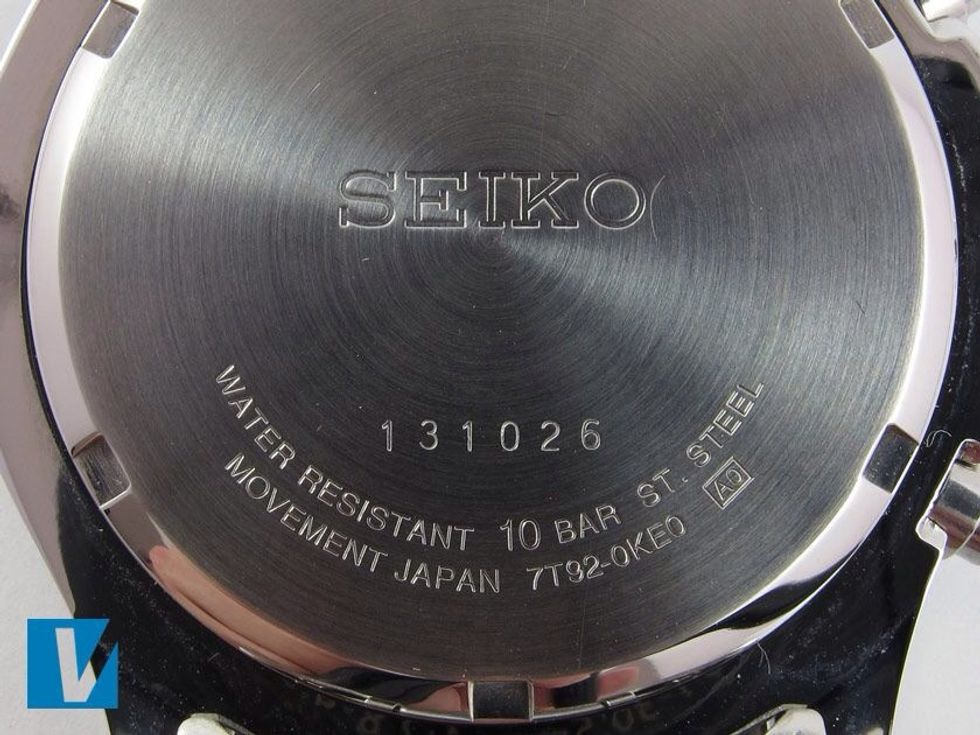 SEIKO
131026
WATER RESISTANT 10 BAR ST. STEEL
MOVEMENT JAPAN 7T92-0KE0 A0
V